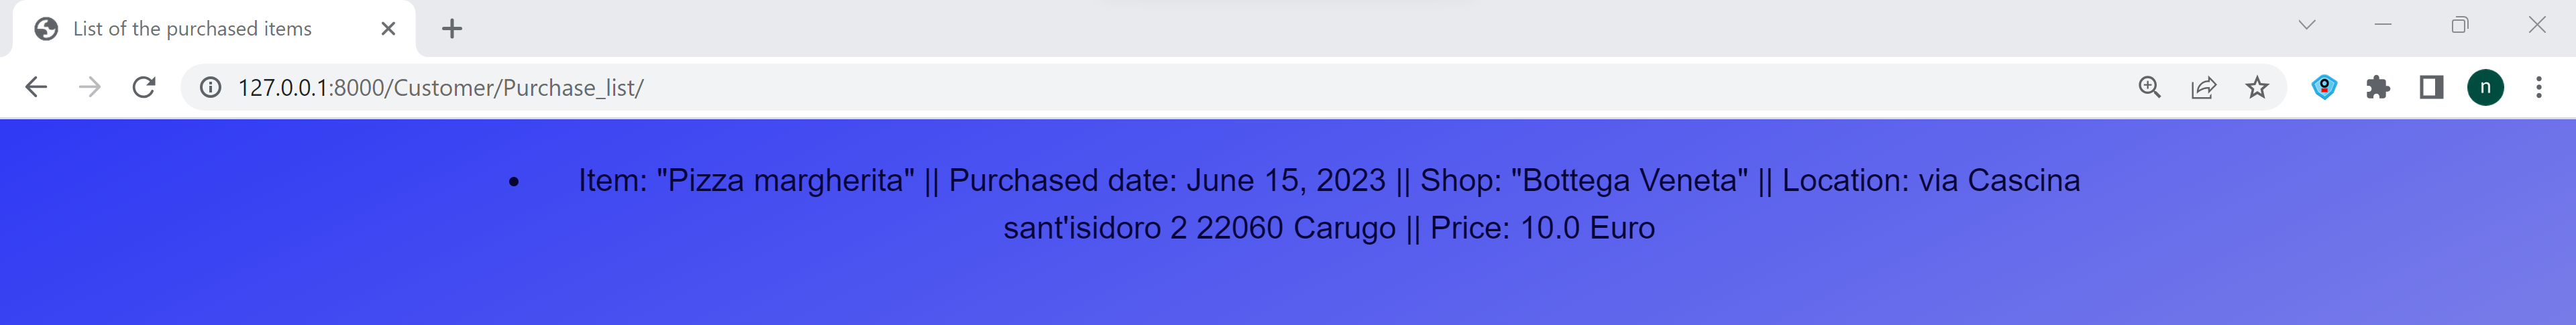 List of the purchased items
127.0.0.1:8000/Customer/Purchase_list/
n
• Item: "Pizza margherita" || Purchased date: June 15, 2023 || Shop: "Bottega Veneta" || Location: via Cascina
sant'isidoro 2 22060 Carugo || Price: 10.0 Euro